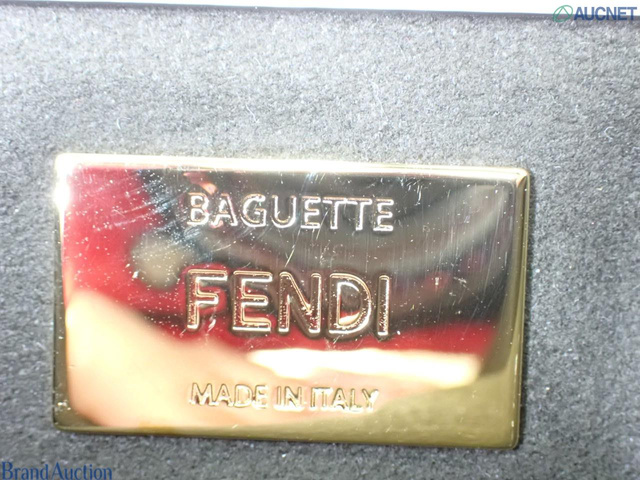 AUCNET
BAGUETTE
FENDI
MADE IN ITALY
Brand Auction